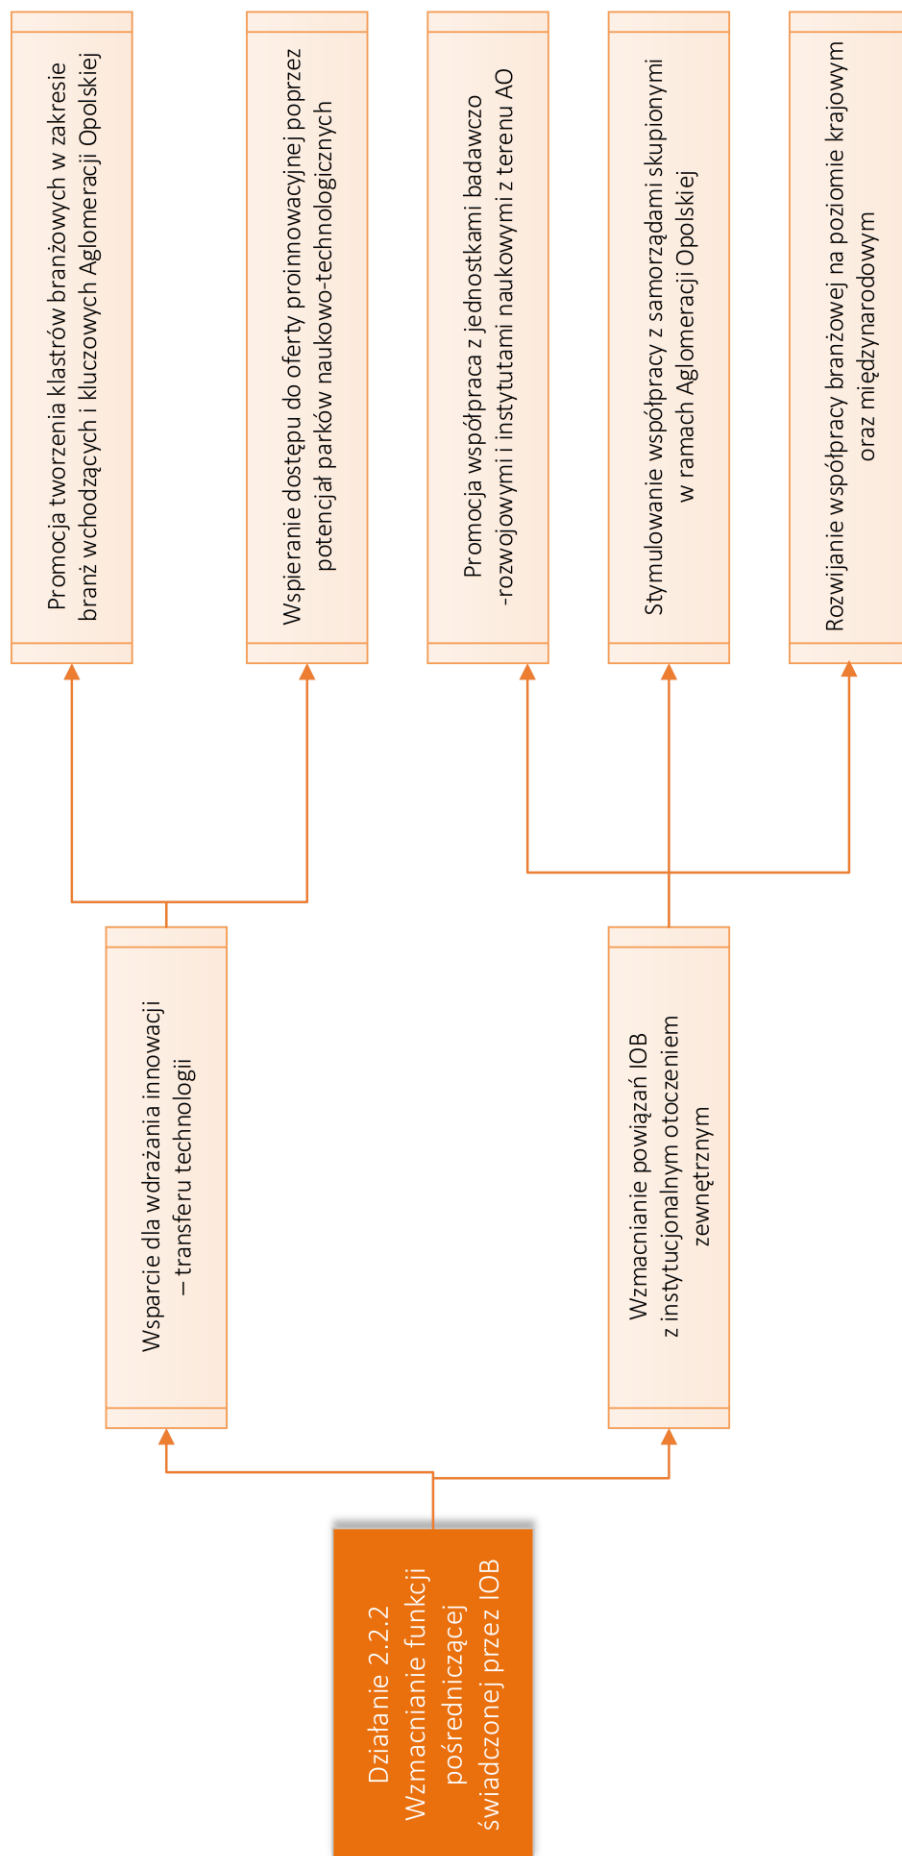 Działanie 2.2.2
Wzmacnianie funkcji
pośredniczącej
świadczonej przez IOB
Wsparcie dla wdrażania innowacji
– transferu technologii
Promocja tworzenia klastrów branżowych w zakresie
branż wchodzących i kluczowych Aglomeracji Opolskiej
Wspieranie dostępu do oferty proinnowacyjnej poprzez
potencjał parków naukowo-technologicznych
Wzmacnianie powiązań IOB
z instytucjonalnym otoczeniem
zewnętrznym
Promocja współpraca z jednostkami badawczo
-rozwojowymi i instytutami naukowymi z terenu AO
Stymulowanie współpracy z samorządami skupionymi
w ramach Aglomeracji Opolskiej
Rozwijanie współpracy branżowej na poziomie krajowym
oraz międzynarodowym